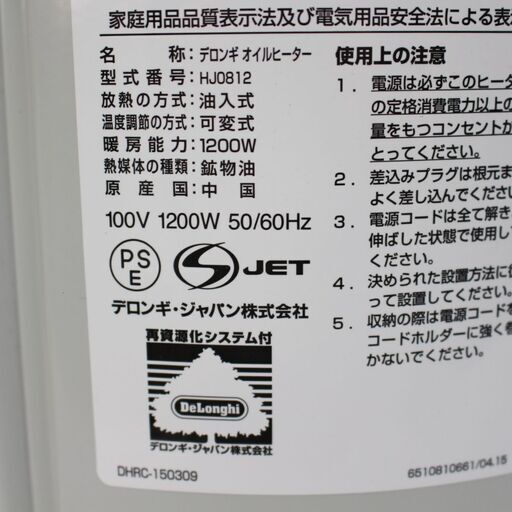 家庭用品品質表示法及び電気用品安全法による表
名　　称：デロンギ オイルヒーター
型式番号：HJ0812
放熱の方式：油入式
温度調節の方式：可変式
暖房能力：1200W
熱媒体の種類：鉱物油
原 産 国：中　国
100V 1200W 50/60Hz
PS
E
S JET
デロンギ・ジャパン株式会社
再資源化システム付
DeLonghi
デロンギ・ジャパン株式会社
DHRC-150309
使用上の注意
1. 電源は必ずこのヒータ
の定格消費電力以上の
量をもつコンセントが
とってください。
2. 差込みプラグは根元ま
よく差し込んでくださ
3. 電源コードは全て解き
伸ばした状態で使用し
ください。
4. 決められた設置方法に
って設置してください。
5. 収納の際は電源コードを
コードホルダーに強く巻
かないでください。
6510810661/04.15